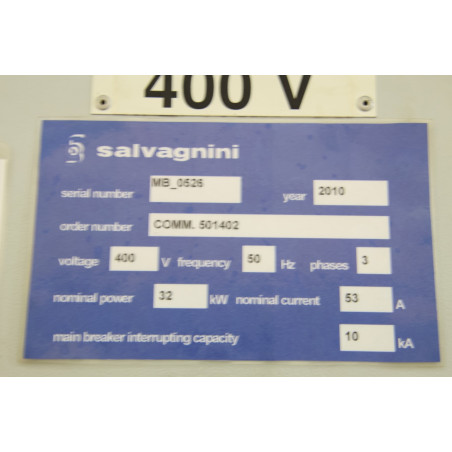 400 V
salvagnini
serial number MB_0526 year 2010
order number COMM. 501402
voltage 400 V frequency 50 Hz phases 3
nominal power 32 kW nominal current 53 A
main breaker interrupting capacity 10 kA